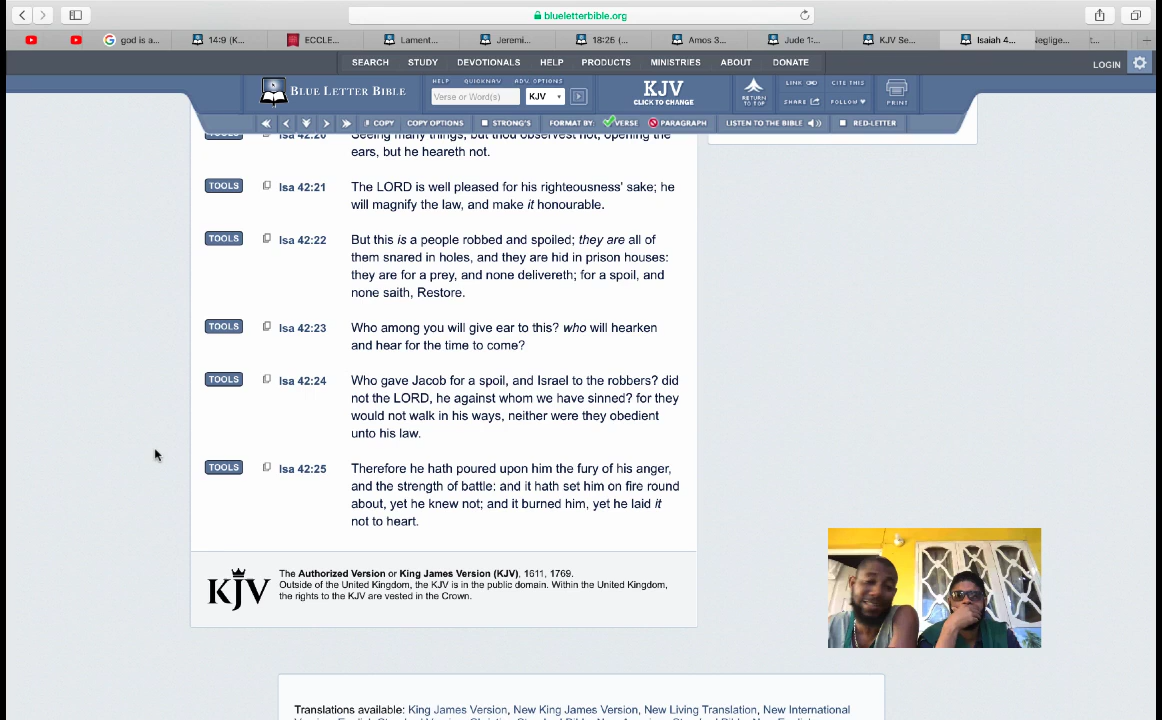 blueletterbible.org
god is a...
14:9 (K...
ECCLE...
Lament...
Jeremi...
18:25 (...
Amos 3...
Jude 1:...
KJV Se...
Isaiah 4...
Neglige...
SEARCH STUDY DEVOTIONALS HELP PRODUCTS MINISTRIES ABOUT DONATE
LOGIN
BLUE LETTER BIBLE
HELP QUICKNAV ADV. OPTIONS
Verse or Word(s) KJV
KJV
CLICK TO CHANGE
RETURN TO TOP
LINK CITE THIS
SHARE FOLLOW
PRINT
COPY COPY OPTIONS STRONG'S FORMAT BY: VERSE PARAGRAPH LISTEN TO THE BIBLE RED-LETTER
TOOLS Isa 42:20 Seeing many things, but thou observest not; opening the
ears, but he heareth not.
TOOLS Isa 42:21 The LORD is well pleased for his righteousness' sake; he
will magnify the law, and make it honourable.
TOOLS Isa 42:22 But this is a people robbed and spoiled; they are all of
them snared in holes, and they are hid in prison houses:
they are for a prey, and none delivereth; for a spoil, and
none saith, Restore.
TOOLS Isa 42:23 Who among you will give ear to this? who will hearken
and hear for the time to come?
TOOLS Isa 42:24 Who gave Jacob for a spoil, and Israel to the robbers? did
not the LORD, he against whom we have sinned? for they
would not walk in his ways, neither were they obedient
unto his law.
TOOLS Isa 42:25 Therefore he hath poured upon him the fury of his anger,
and the strength of battle: and it hath set him on fire round
about, yet he knew not; and it burned him, yet he laid it
not to heart.
KJV
The Authorized Version or King James Version (KJV), 1611, 1769.
Outside of the United Kingdom, the KJV is in the public domain. Within the United Kingdom,
the rights to the KJV are vested in the Crown.
Translations available: King James Version, New King James Version, New Living Translation, New International